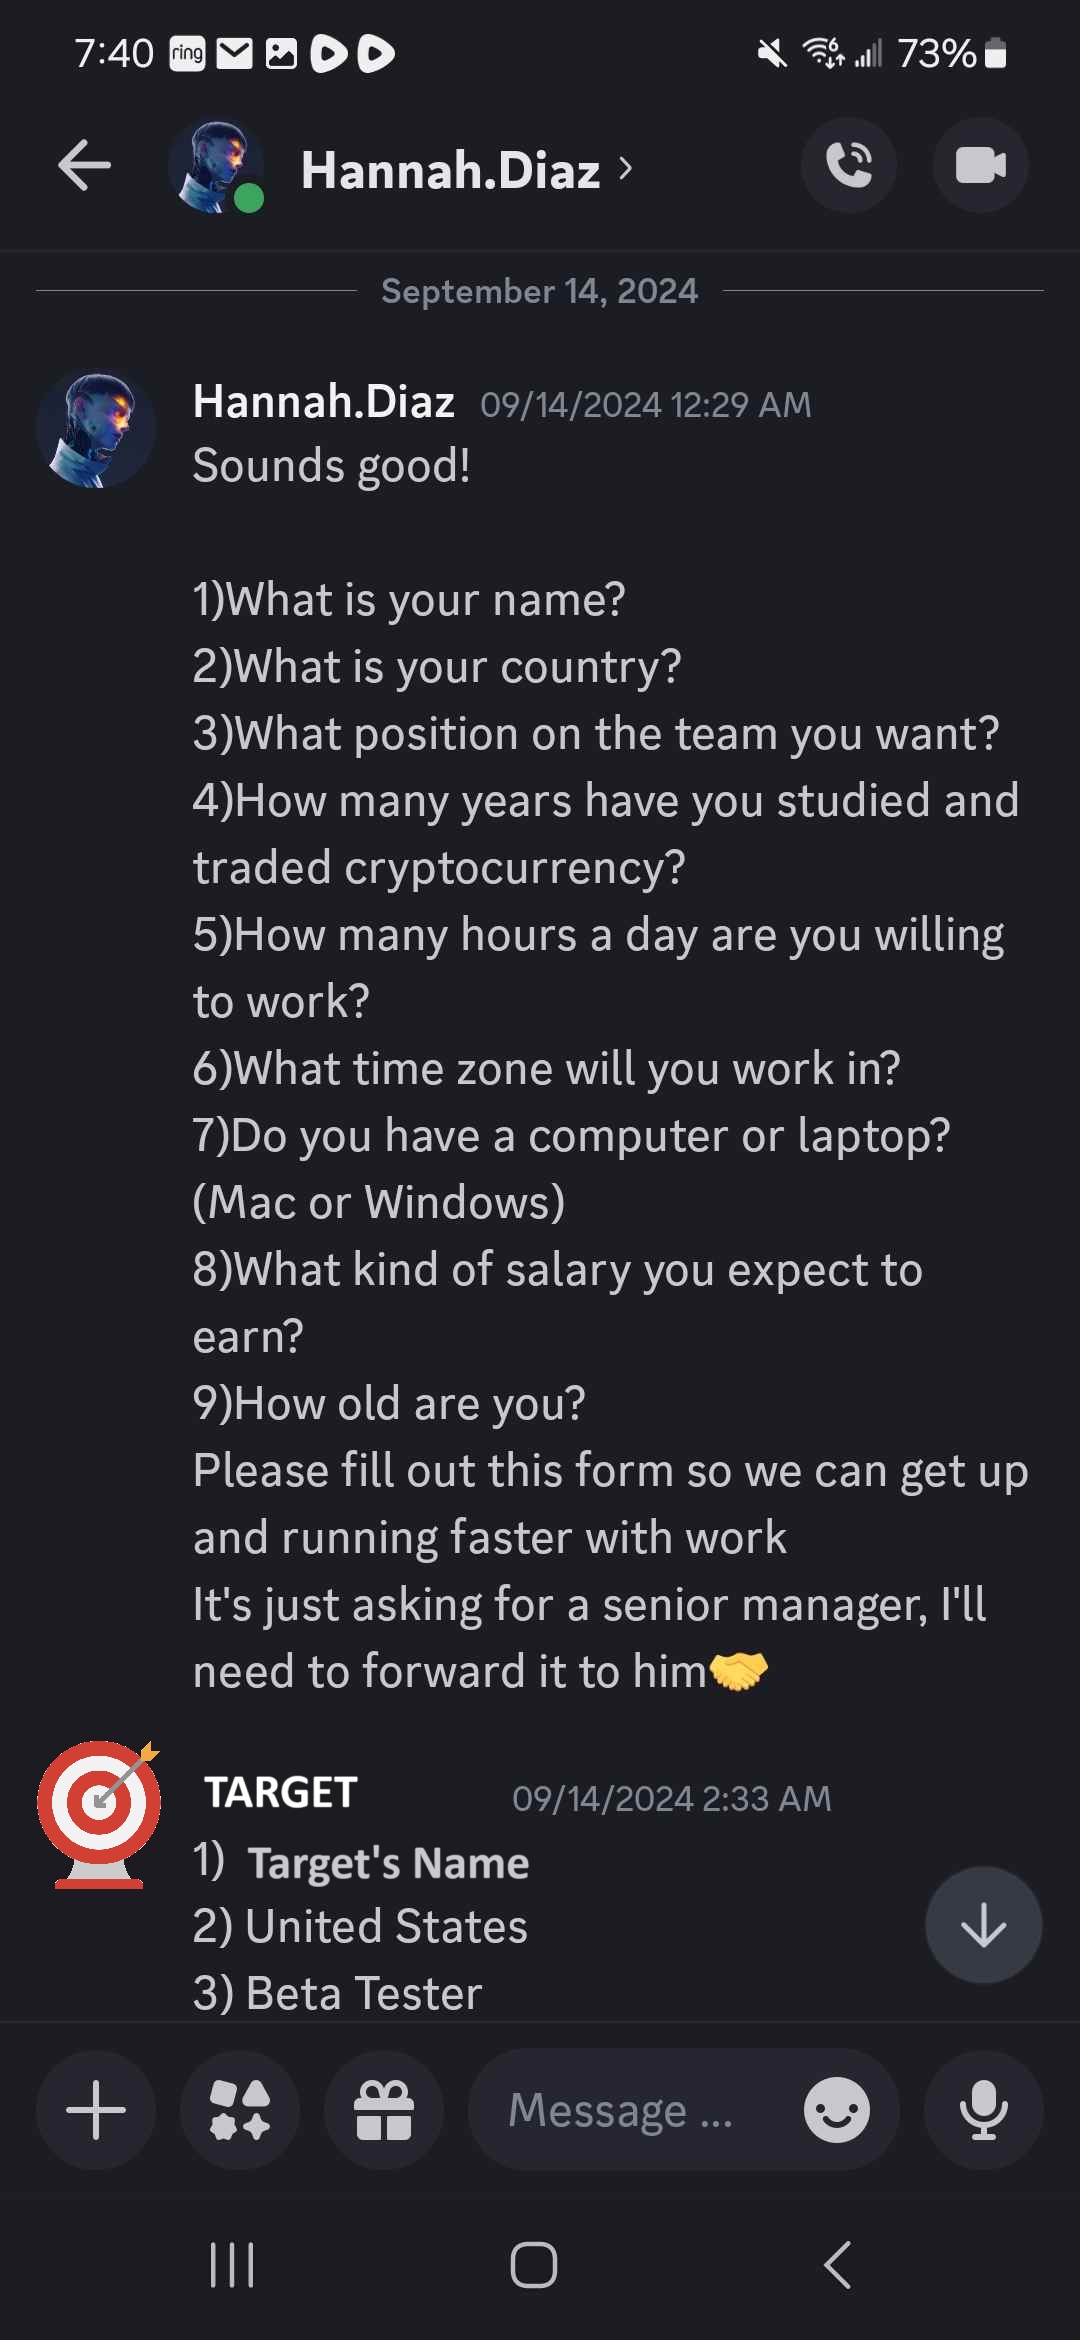 7:40 ring 73%
Hannah.Diaz
September 14, 2024
Hannah.Diaz 09/14/2024 12:29 AM
Sounds good!
1)What is your name?
2)What is your country?
3)What position on the team you want?
4)How many years have you studied and
traded cryptocurrency?
5)How many hours a day are you willing
to work?
6)What time zone will you work in?
7)Do you have a computer or laptop?
(Mac or Windows)
8)What kind of salary you expect to
earn?
9)How old are you?
Please fill out this form so we can get up
and running faster with work
It's just asking for a senior manager, I'll
need to forward it to him🤝
TARGET 09/14/2024 2:33 AM
1) Target's Name
2) United States
3) Beta Tester
Message ...